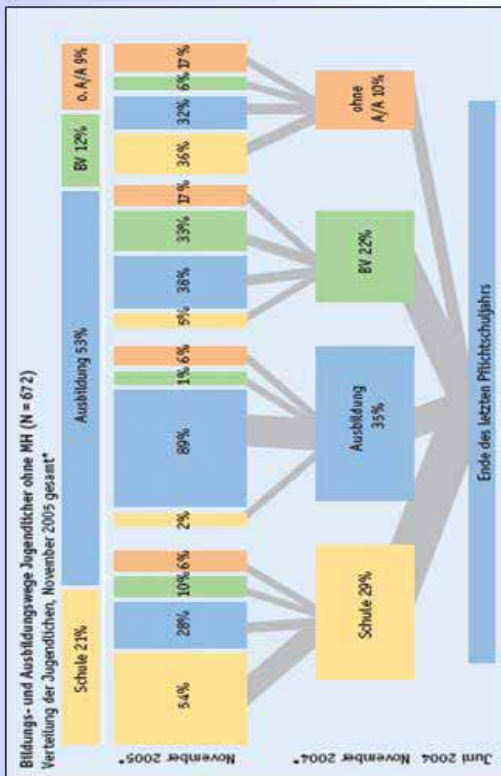 Bildungs- und Ausbildungswege Jugendlicher ohne MH (N = 672)
Verteilung der Jugendlichen, November 2005 gesamt*
Schule 21%
Ausbildung 53%
BV 12%
o. A/A 9%
November 2005*
54%
28%
10%
6%
2%
89%
1%
6%
5%
38%
33%
17%
36%
32%
6%
17%
November 2004*
Schule 29%
Ausbildung
35%
BV 22%
ohne
A/A 10%
Juni 2004
Ende des letzten Pflichtschuljahrs